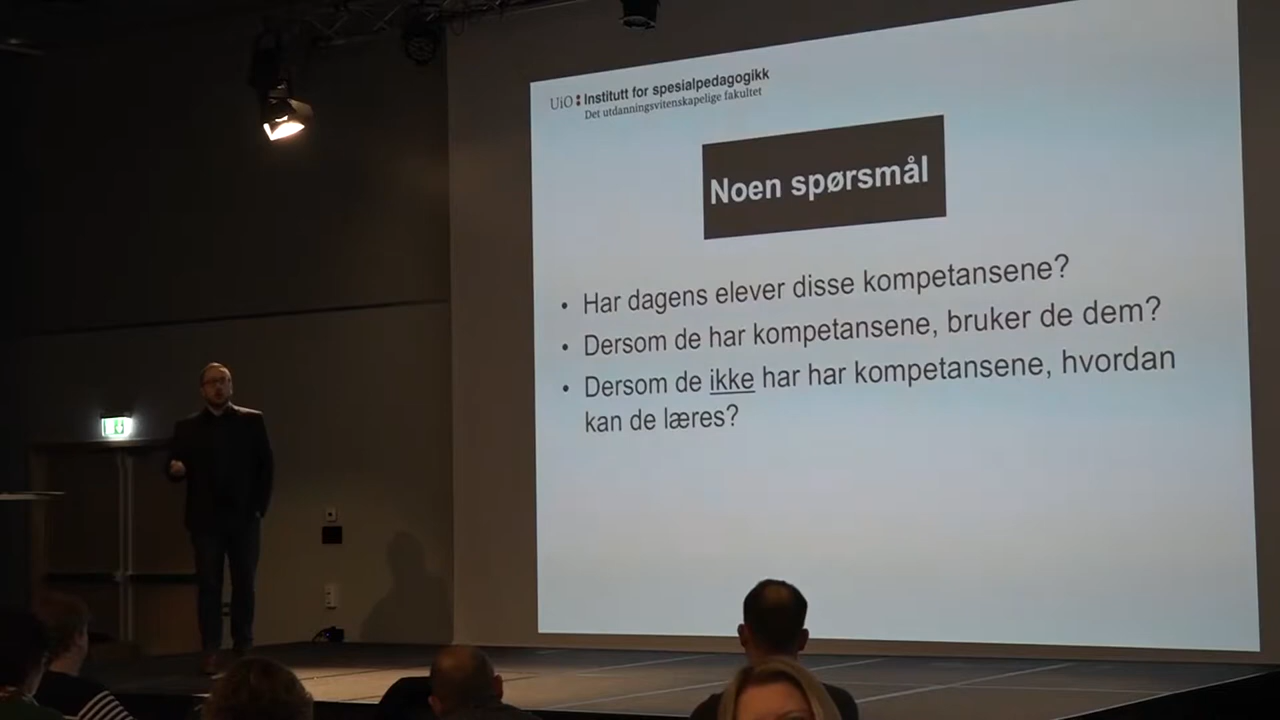 UiO: Institutt for spesialpedagogikk
Det utdanningsvitenskapelige fakultet
Noen spørsmål
• Har dagens elever disse kompetansene?
• Dersom de har kompetansene, bruker de dem?
• Dersom de ikke har har kompetansene, hvordan
kan de læres?